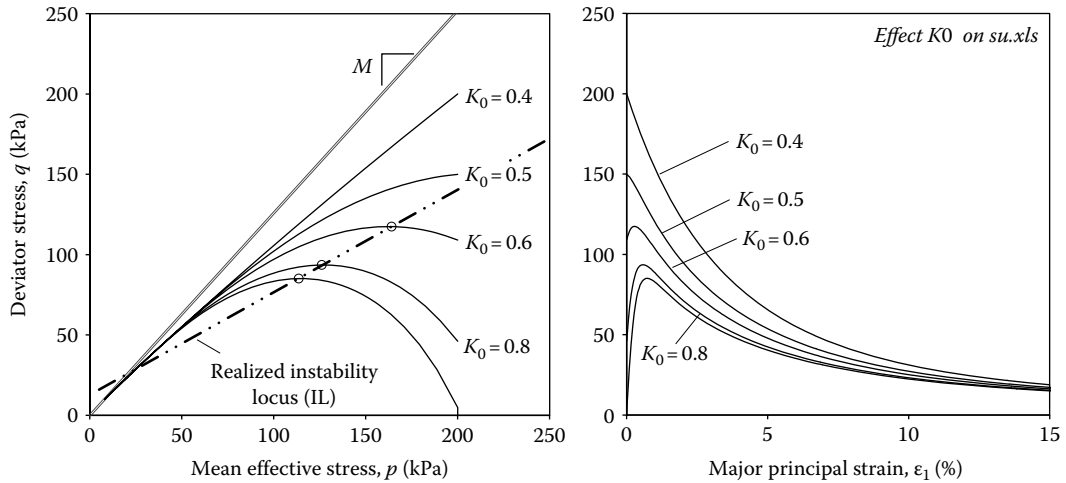 250
200
150
100
50
0
Deviator stress, q (kPa)
M
K₀ = 0.4
K₀ = 0.5
K₀ = 0.6
K₀ = 0.8
Realized instability
locus (IL)
0 50 100 150 200 250
Mean effective stress, p (kPa)
250
200
150
100
50
0
Effect K0 on su.xls
K₀ = 0.4
K₀ = 0.5
K₀ = 0.6
K₀ = 0.8
0 5 10 15
Major principal strain, ε₁ (%)